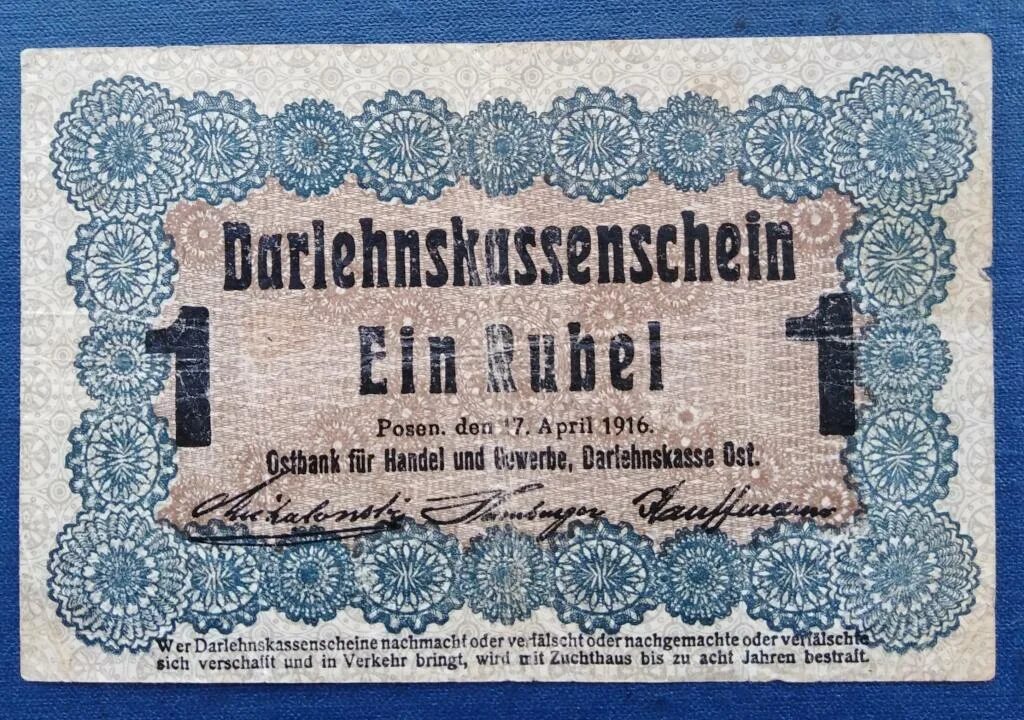 Darlehnskassenschein
1 Ein Rubel 1
Posen. den 17. April 1916.
Ostbank für Handel und Gewerbe, Darlehnskasse Ost.
Hamburger Kauffmann
Wer Darlehnskassenscheine nachmacht oder verfälscht oder nachgemachte oder verfälschte
sich verschafft und in Verkehr bringt, wird mit Zuchthaus bis zu acht Jahren bestraft.